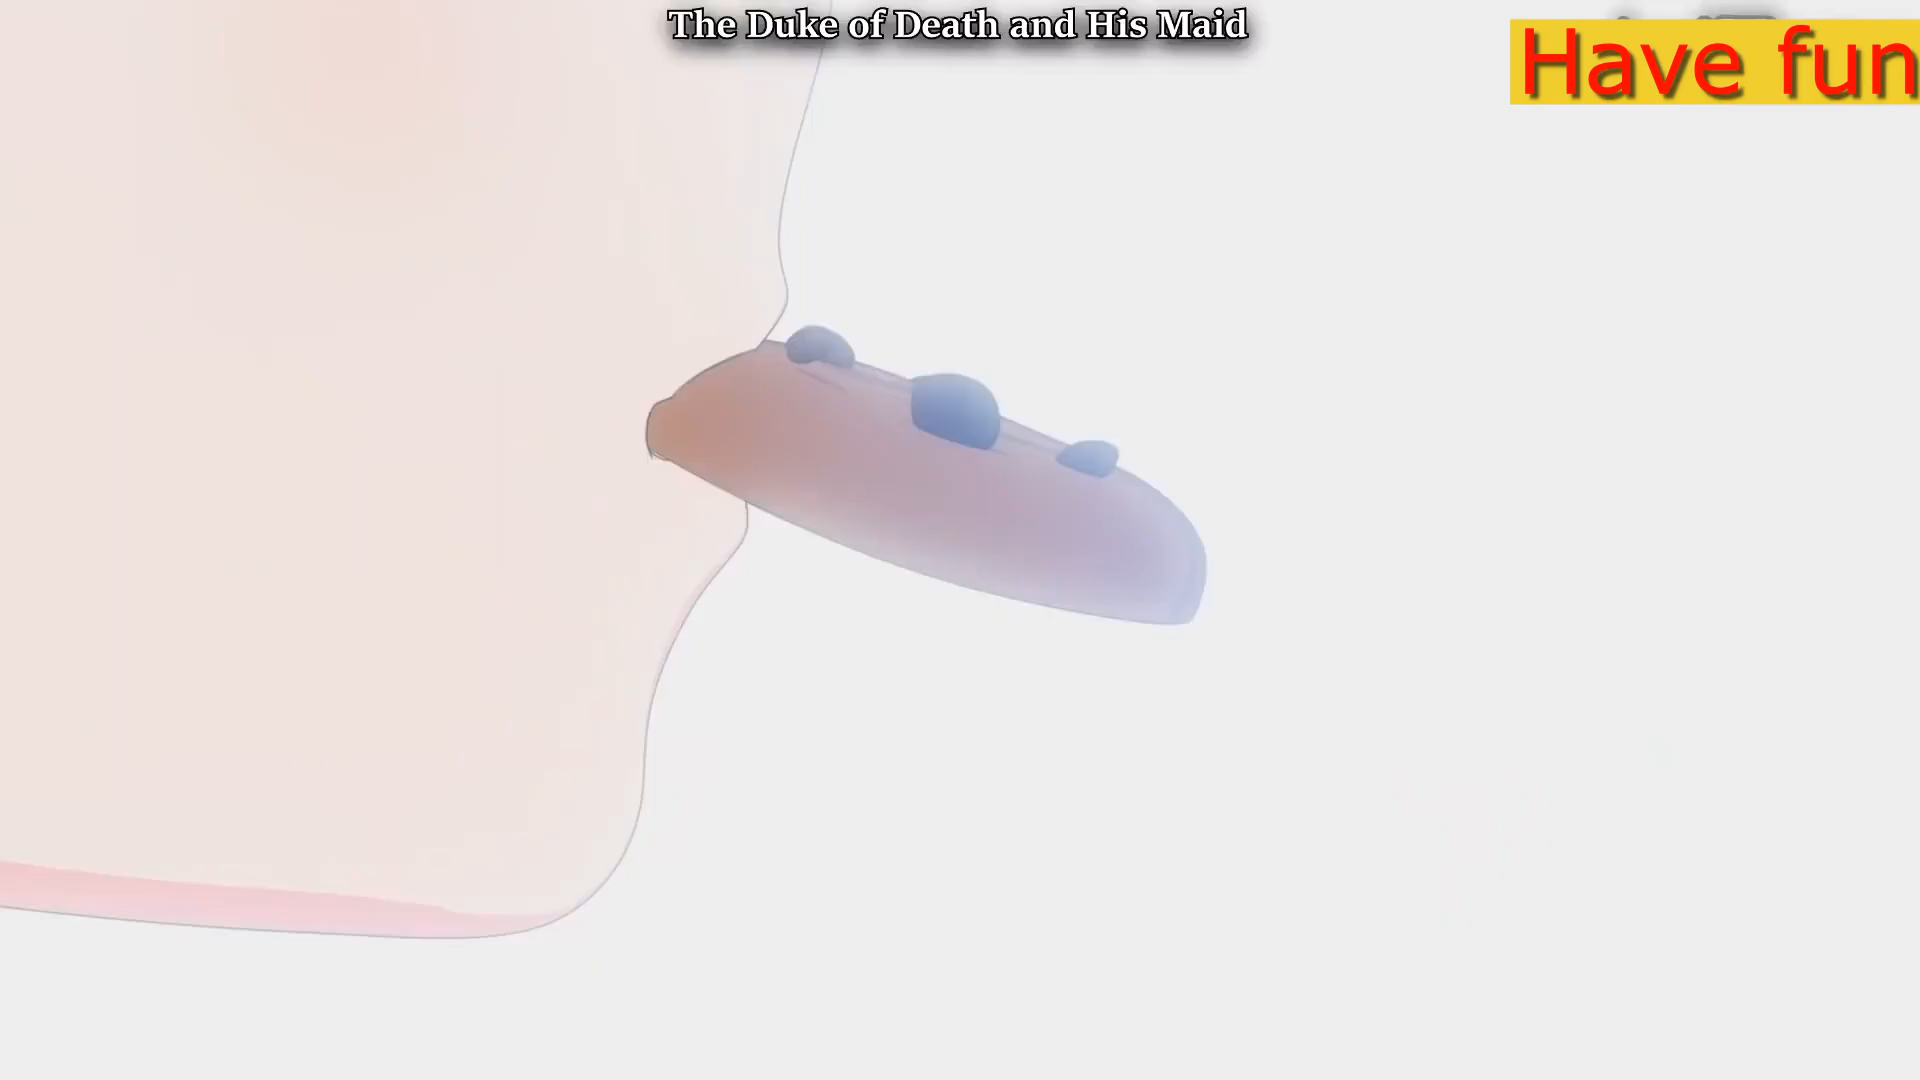 The Duke of Death and His Maid
Have fun